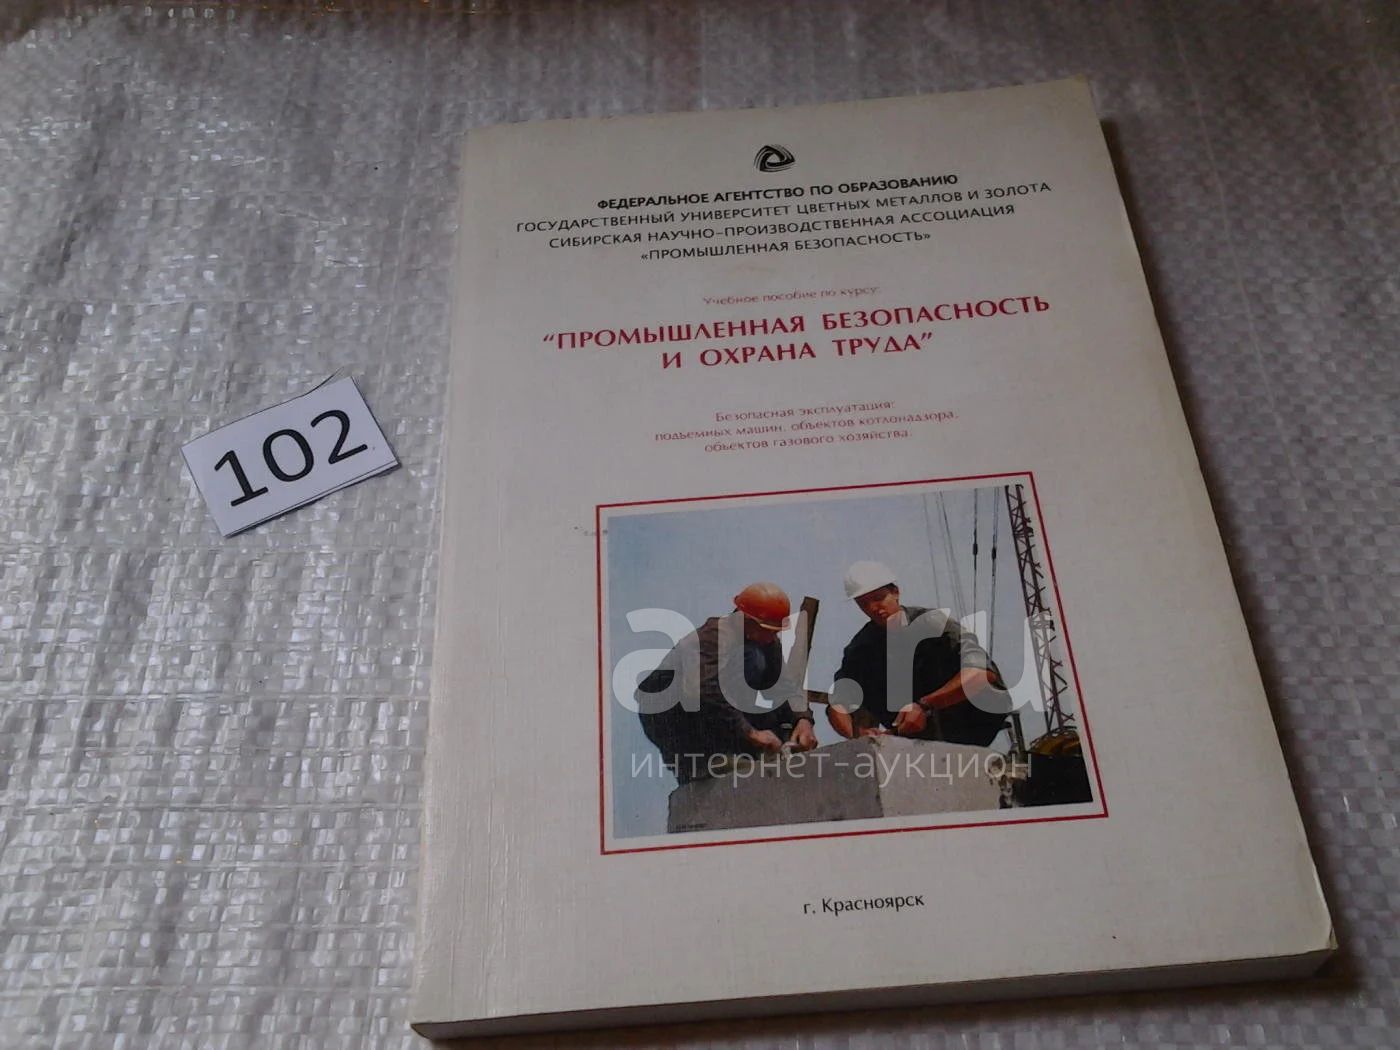 ФЕДЕРАЛЬНОЕ АГЕНТСТВО ПО ОБРАЗОВАНИЮ
ГОСУДАРСТВЕННЫЙ УНИВЕРСИТЕТ ЦВЕТНЫХ МЕТАЛЛОВ И ЗОЛОТА
СИБИРСКАЯ НАУЧНО-ПРОИЗВОДСТВЕННАЯ АССОЦИАЦИЯ
«ПРОМЫШЛЕННАЯ БЕЗОПАСНОСТЬ»
Учебное пособие по курсу:
“ПРОМЫШЛЕННАЯ БЕЗОПАСНОСТЬ
И ОХРАНА ТРУДА”
Безопасная эксплуатация:
подъемных машин, объектов котлонадзора,
объектов газового хозяйства.
102
au.ru
интернет-аукцион
г. Красноярск